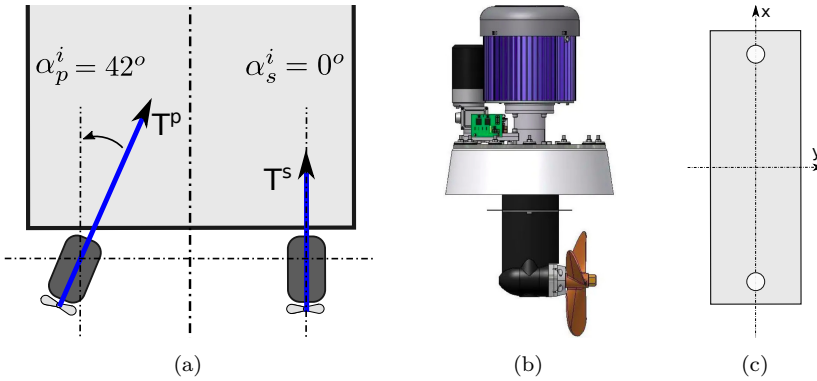 α_p^i = 42°
α_s^i = 0°
T^p
T^s
x
y
(a)
(b)
(c)